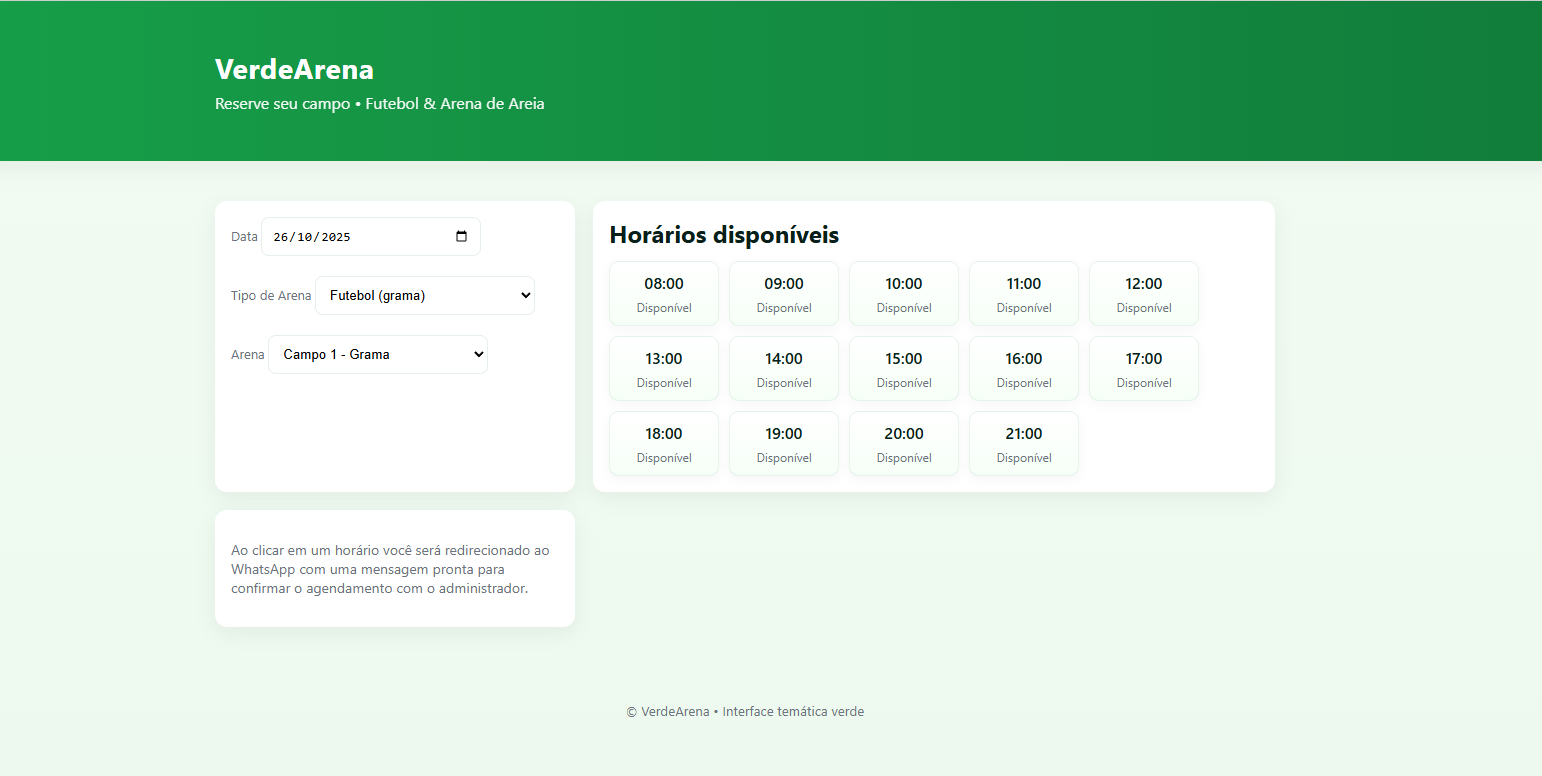 VerdeArena
Reserve seu campo • Futebol & Arena de Areia
Data 26/10/2025
Tipo de Arena Futebol (grama)
Arena Campo 1 - Grama
Horários disponíveis
08:00 09:00 10:00 11:00 12:00
Disponível Disponível Disponível Disponível Disponível
13:00 14:00 15:00 16:00 17:00
Disponível Disponível Disponível Disponível Disponível
18:00 19:00 20:00 21:00
Disponível Disponível Disponível Disponível
Ao clicar em um horário você será redirecionado ao
WhatsApp com uma mensagem pronta para
confirmar o agendamento com o administrador.
© VerdeArena • Interface temática verde